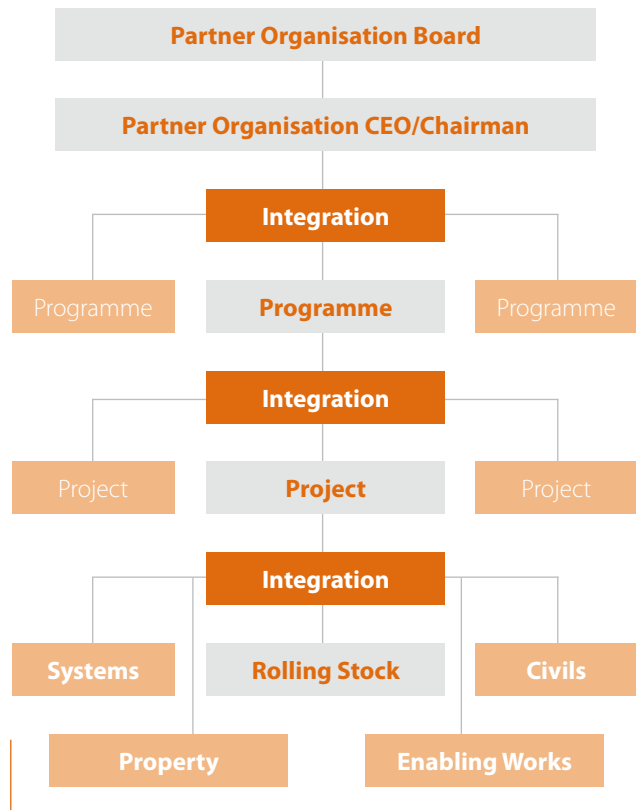 Partner Organisation Board
Partner Organisation CEO/Chairman
Integration
Programme
Programme
Programme
Integration
Project
Project
Project
Integration
Systems
Rolling Stock
Civils
Property
Enabling Works